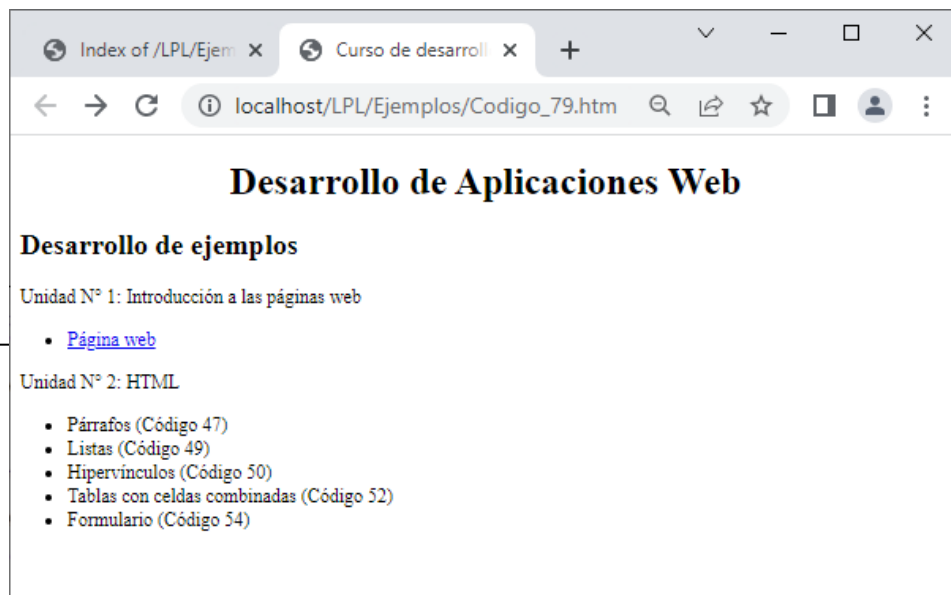 Index of /LPL/Ejem
Curso de desarroll
localhost/LPL/Ejemplos/Codigo_79.htm
Desarrollo de Aplicaciones Web
Desarrollo de ejemplos
Unidad N° 1: Introducción a las páginas web
Página web
Unidad N° 2: HTML
Párrafos (Código 47)
Listas (Código 49)
Hipervínculos (Código 50)
Tablas con celdas combinadas (Código 52)
Formulario (Código 54)